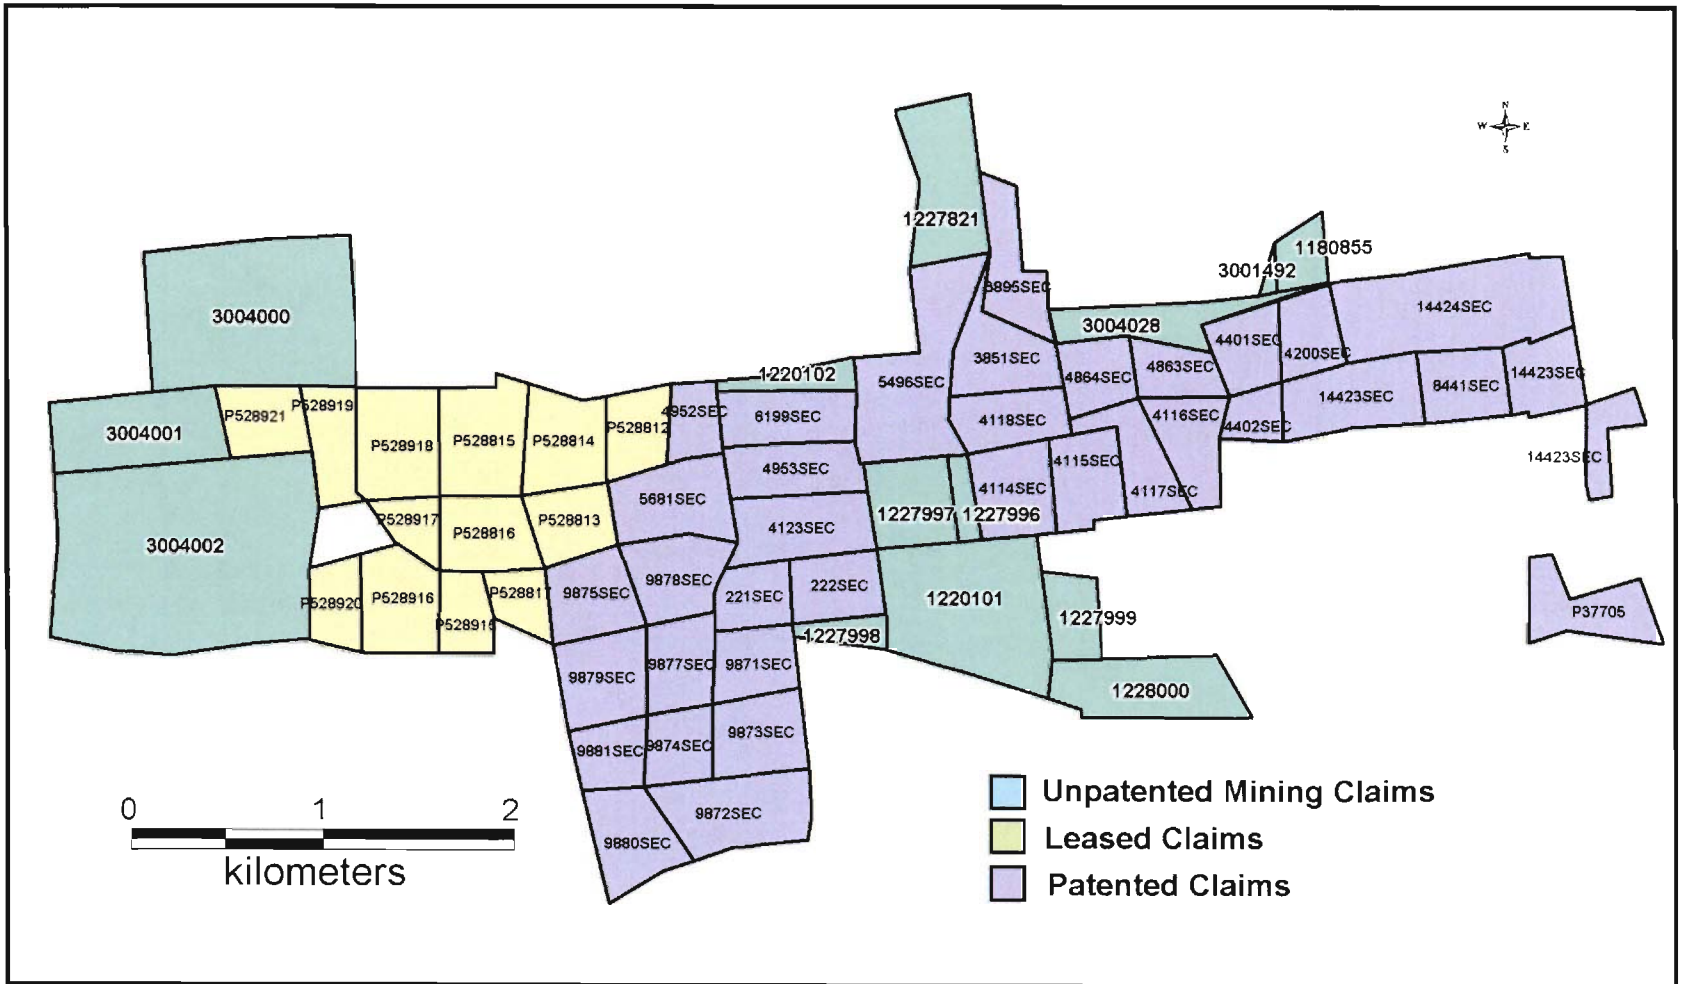 N
W E
S
1227821
1180855
3001492
3895SEC
14424SEC
3004000
3004028
4401SEC
4200SEC
4863SEC
3851SEC
4864SEC
1220102
5496SEC
14423SEC
8441SEC
14423SEC
P528921
P528919
3004001
P528918
P528815
P528814
P528812
4952SEC
6199SEC
4118SEC
4116SEC
4402SEC
4953SEC
4115SEC
14423SEC
5681SEC
4114SEC
4117SEC
3004002
P528917
P528816
P528813
4123SEC
1227997
1227996
P528920
P528916
P528915
P528817
9875SEC
9878SEC
221SEC
222SEC
1220101
1227999
P37705
1227998
9879SEC
9877SEC
9871SEC
1228000
9881SEC
9874SEC
9873SEC
9872SEC
9880SEC
0 1 2
kilometers
Unpatented Mining Claims
Leased Claims
Patented Claims